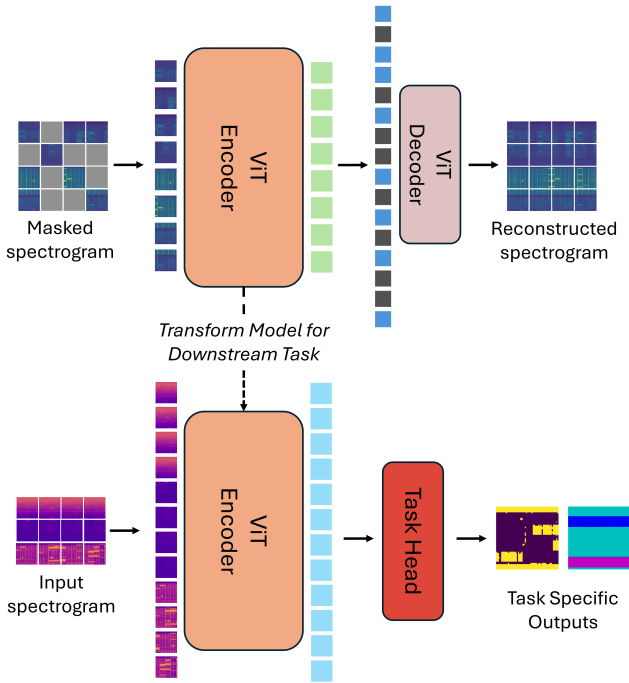 ViT
Encoder
ViT
Decoder
Masked
spectrogram
Reconstructed
spectrogram
Transform Model for
Downstream Task
ViT
Encoder
Task Head
Input
spectrogram
Task Specific
Outputs